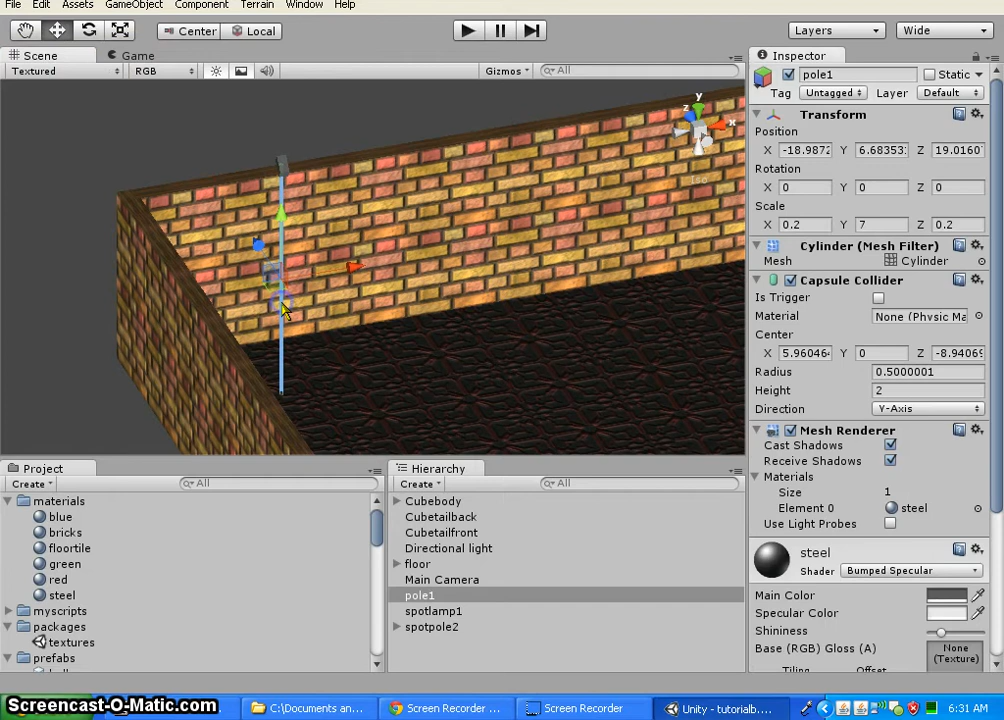 File Edit Assets GameObject Component Terrain Window Help
Center Local Layers Wide
Scene Game
Textured RGB Gizmos All
y
z x
Iso
Inspector
pole1 Static
Tag Untagged Layer Default
Transform
Position
X -18.9872 Y 6.68353 Z 19.01607
Rotation
X 0 Y 0 Z 0
Scale
X 0.2 Y 7 Z 0.2
Cylinder (Mesh Filter)
Mesh Cylinder
Capsule Collider
Is Trigger
Material None (Physic Ma
Center
X 5.96046 Y 0 Z -8.94069
Radius 0.5000001
Height 2
Direction Y-Axis
Mesh Renderer
Cast Shadows
Receive Shadows
Materials
Size 1
Element 0 steel
Use Light Probes
steel
Shader Bumped Specular
Main Color
Specular Color
Shininess
Base (RGB) Gloss (A) None
(Texture)
Tiling Offset
Project
Create All
materials
blue
bricks
floortile
green
red
steel
myscripts
packages
textures
prefabs
Hierarchy
Create All
Cubebody
Cubetailback
Cubetailfront
Directional light
floor
Main Camera
pole1
spotlamp1
spotpole2
Screencast-O-Matic.com
C:\Documents an...
Screen Recorder ...
Screen Recorder
Unity - tutorialb...
6:31 AM